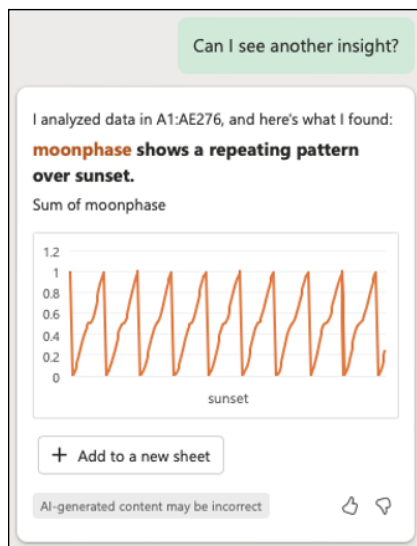 Can I see another insight?
I analyzed data in A1:AE276, and here's what I found:
moonphase shows a repeating pattern
over sunset.
Sum of moonphase
1.2
1
0.8
0.6
0.4
0.2
0
sunset
+ Add to a new sheet
AI-generated content may be incorrect